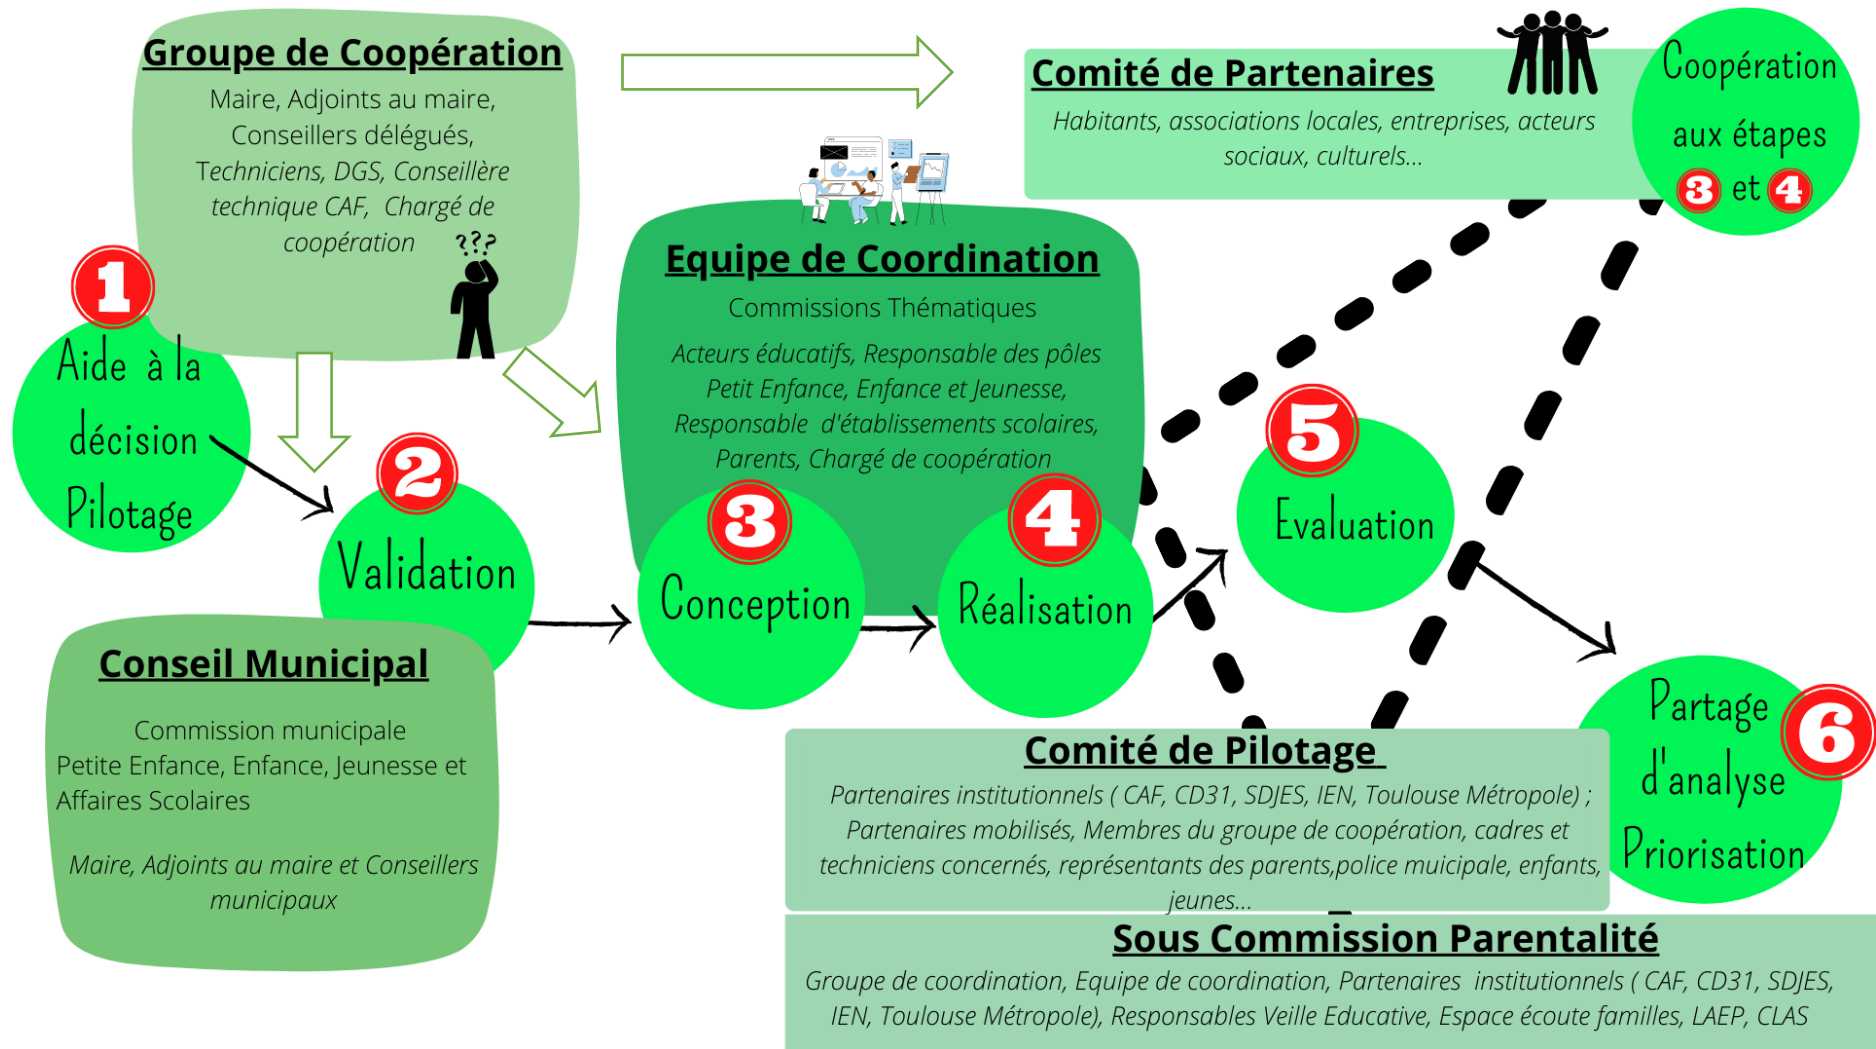 Groupe de Coopération
Maire, Adjoints au maire,
Conseillers délégués,
Techniciens, DGS, Conseillère
technique CAF, Chargé de
coopération
???
1
Aide à la
décision
Pilotage
2
Validation
Conseil Municipal
Commission municipale
Petite Enfance, Enfance, Jeunesse et
Affaires Scolaires
Maire, Adjoints au maire et Conseillers
municipaux
Equipe de Coordination
Commissions Thématiques
Acteurs éducatifs, Responsable des pôles
Petit Enfance, Enfance et Jeunesse,
Responsable d'établissements scolaires,
Parents, Chargé de coopération
3
Conception
4
Réalisation
Comité de Partenaires
Habitants, associations locales, entreprises, acteurs
sociaux, culturels...
Coopération
aux étapes
3 et 4
5
Evaluation
6
Partage
d'analyse
Priorisation
Comité de Pilotage
Partenaires institutionnels ( CAF, CD31, SDJES, IEN, Toulouse Métropole) ;
Partenaires mobilisés, Membres du groupe de coopération, cadres et
techniciens concernés, représentants des parents,police muicipale, enfants,
jeunes...
Sous Commission Parentalité
Groupe de coordination, Equipe de coordination, Partenaires institutionnels ( CAF, CD31, SDJES,
IEN, Toulouse Métropole), Responsables Veille Educative, Espace écoute familles, LAEP, CLAS